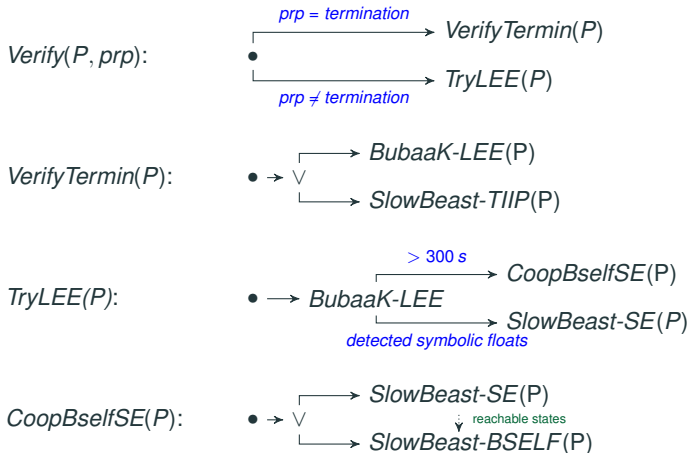 prp = termination
VerifyTermin(P)
Verify(P, prp):
TryLEE(P)
prp ≠ termination
BubaaK-LEE(P)
VerifyTermin(P):
∨
SlowBeast-TIIP(P)
> 300 s
CoopBselfSE(P)
TryLEE(P):
BubaaK-LEE
SlowBeast-SE(P)
detected symbolic floats
SlowBeast-SE(P)
CoopBselfSE(P):
∨
reachable states
SlowBeast-BSELF(P)